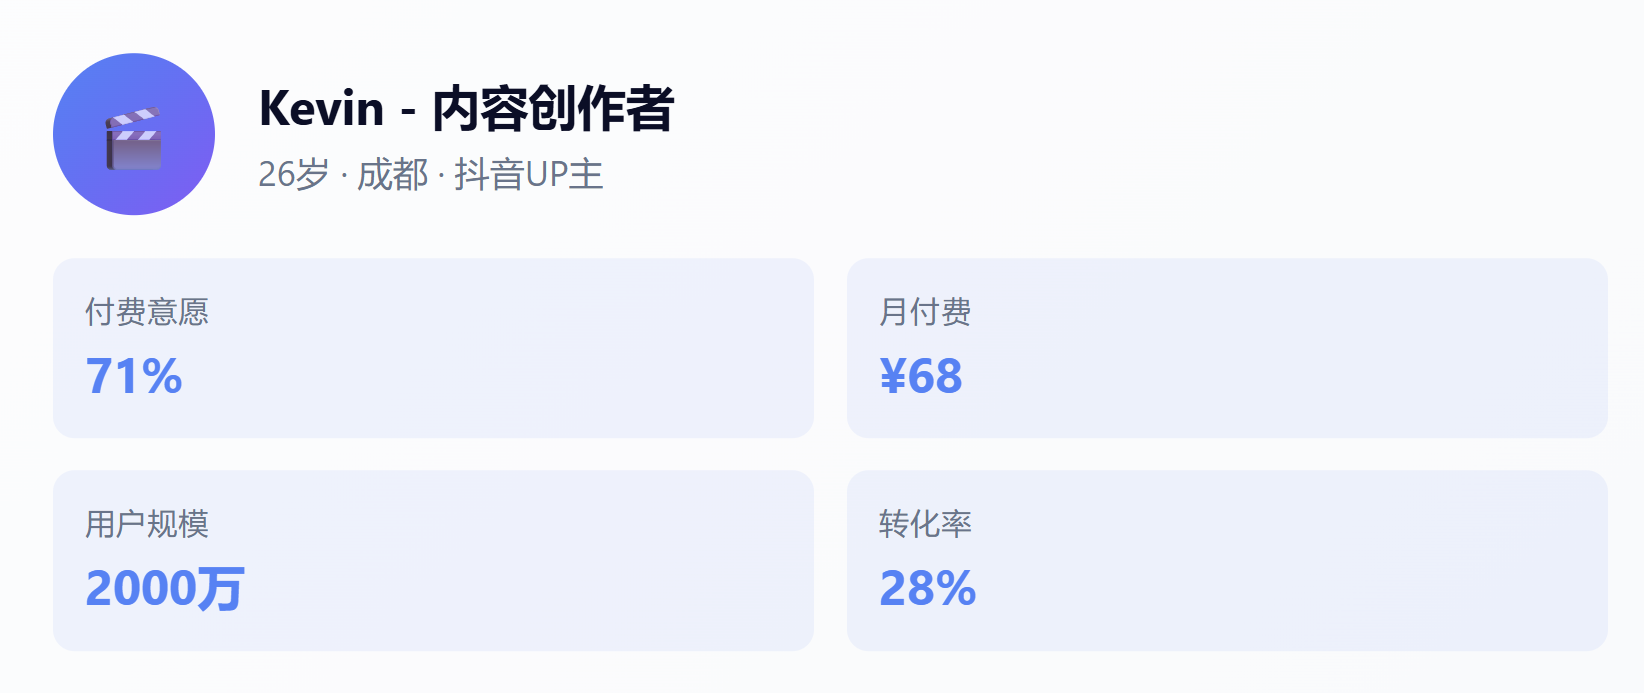 Kevin - 内容创作者
26岁 · 成都 · 抖音UP主
付费意愿
71%
月付费
¥68
用户规模
2000万
转化率
28%